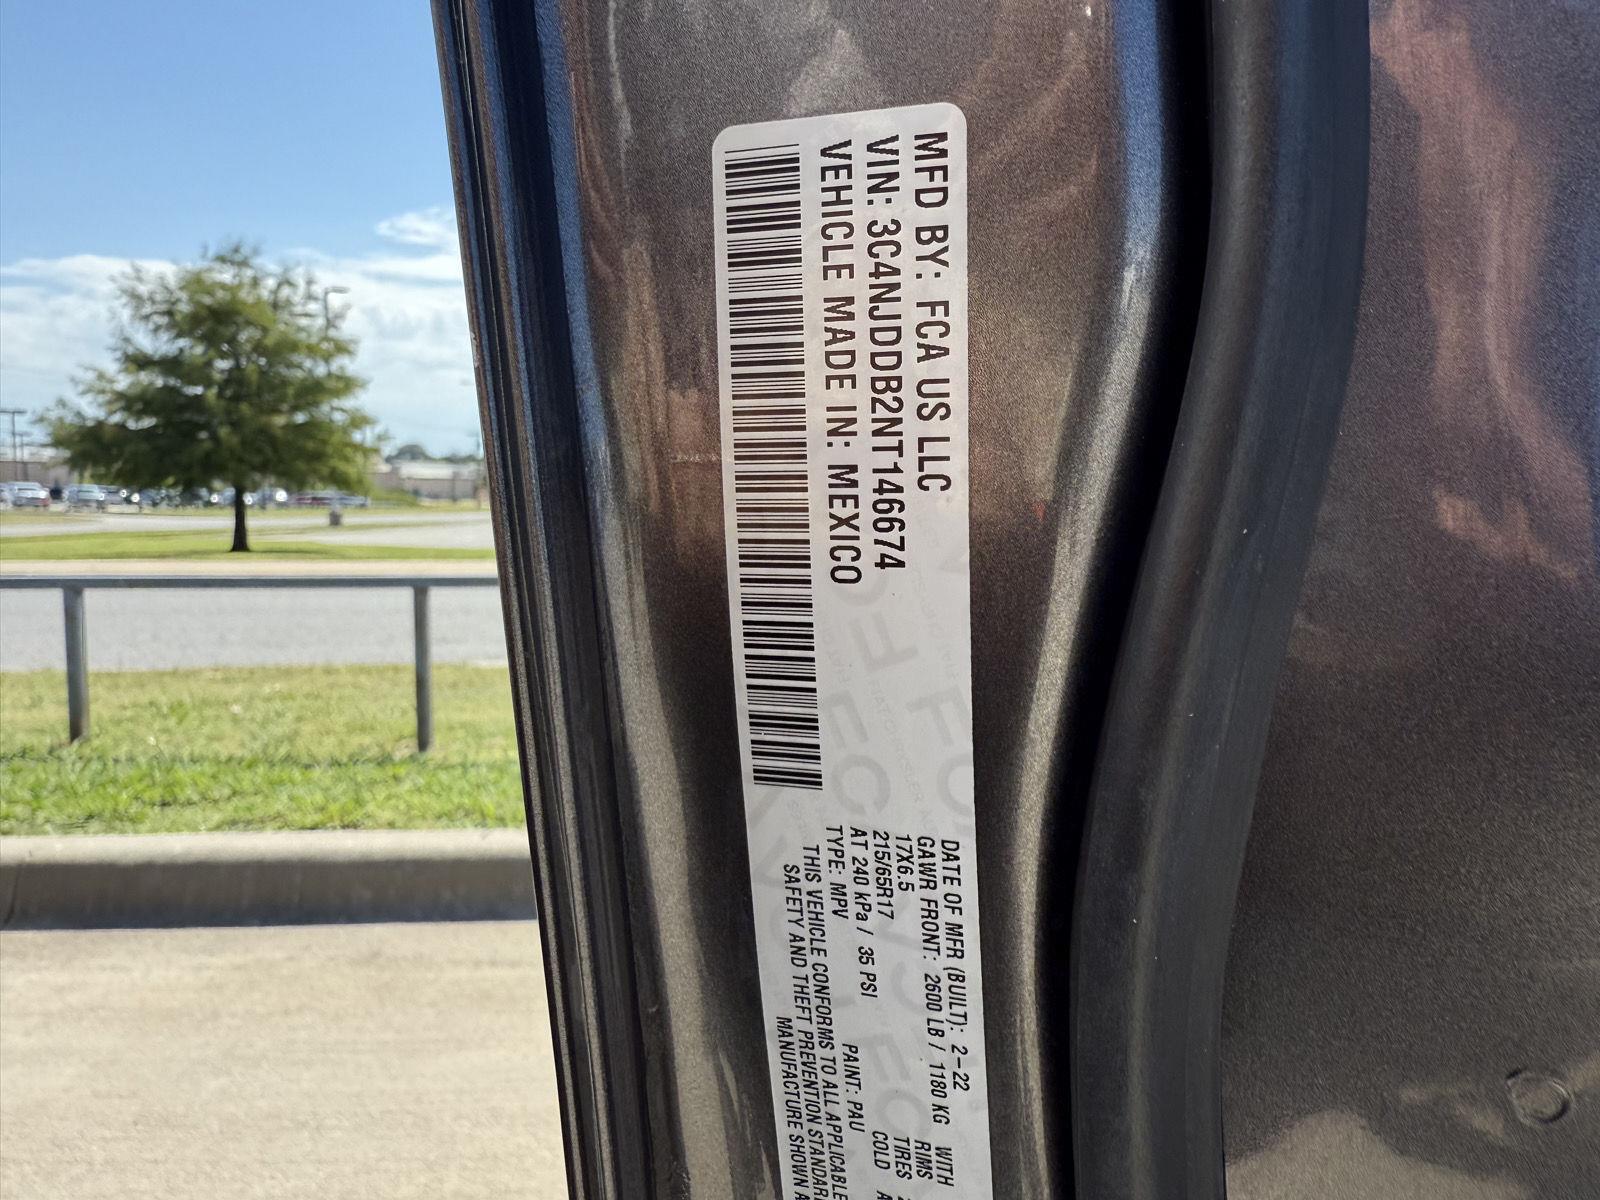 MFD BY: FCA US LLC
VIN: 3C4NJDDB2NT146674
VEHICLE MADE IN: MEXICO
DATE OF MFR (BUILT): 2-22
GAWR FRONT: 2600 LB / 1180 KG WITH
17X6.5 RIMS
215/65R17 TIRES
AT 240 kPa / 35 PSI COLD
TYPE: MPV PAINT: PAU
THIS VEHICLE CONFORMS TO ALL APPLICABLE
SAFETY AND THEFT PREVENTION STANDAR
MANUFACTURE SHOWN A